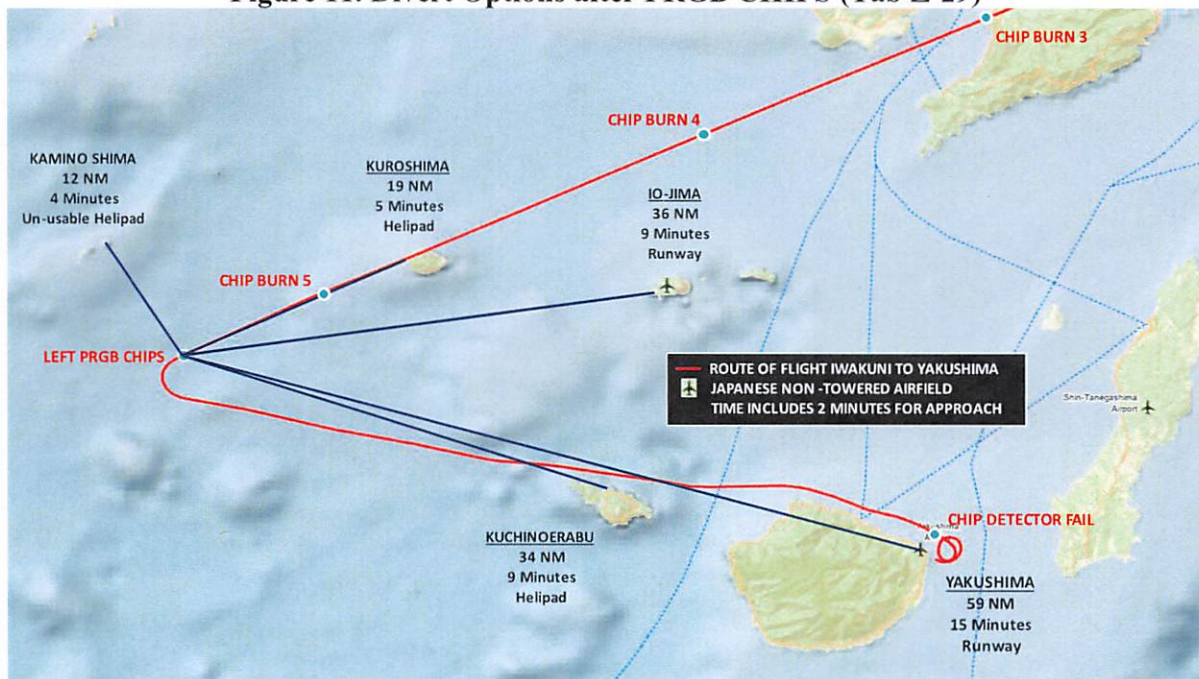 Figure 11: Divert Options after PRGB CHIPS (Tab Z-29)
CHIP BURN 3
CHIP BURN 4
KAMINO SHIMA
12 NM
4 Minutes
Un-usable Helipad
KUROSHIMA
19 NM
5 Minutes
Helipad
IO-JIMA
36 NM
9 Minutes
Runway
CHIP BURN 5
LEFT PRGB CHIPS
ROUTE OF FLIGHT IWAKUNI TO YAKUSHIMA
JAPANESE NON -TOWERED AIRFIELD
TIME INCLUDES 2 MINUTES FOR APPROACH
Shin-Tanegashima
Airport
CHIP DETECTOR FAIL
KUCHINOERABU
34 NM
9 Minutes
Helipad
YAKUSHIMA
59 NM
15 Minutes
Runway